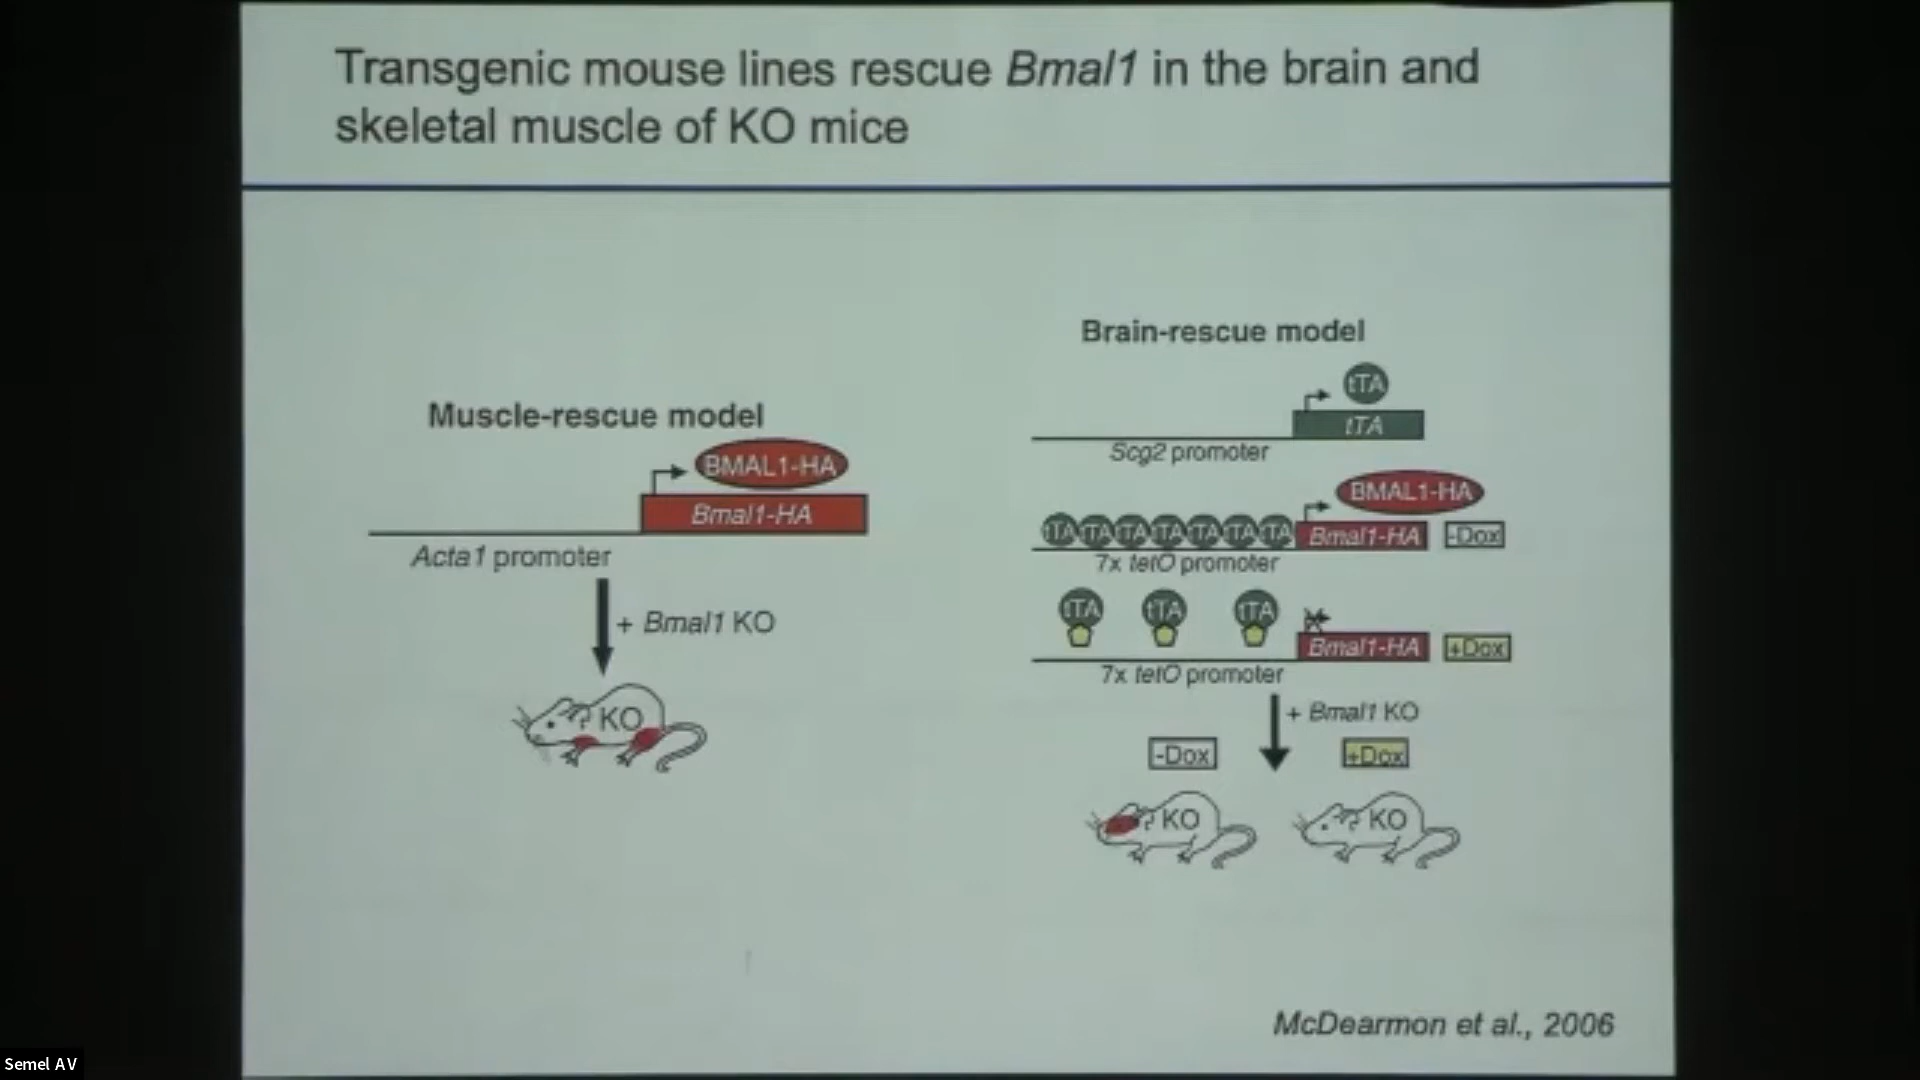 Transgenic mouse lines rescue Bmal1 in the brain and
skeletal muscle of KO mice
Muscle-rescue model
BMAL1-HA
Bmal1-HA
Acta1 promoter
+ Bmal1 KO
KO
Brain-rescue model
tTA
tTA
Scg2 promoter
BMAL1-HA
tTA tTA tTA tTA tTA tTA tTA Bmal1-HA -Dox
7x tetO promoter
tTA tTA tTA
Bmal1-HA +Dox
7x tetO promoter
+ Bmal1 KO
-Dox +Dox
KO KO
McDearmon et al., 2006
Semel AV